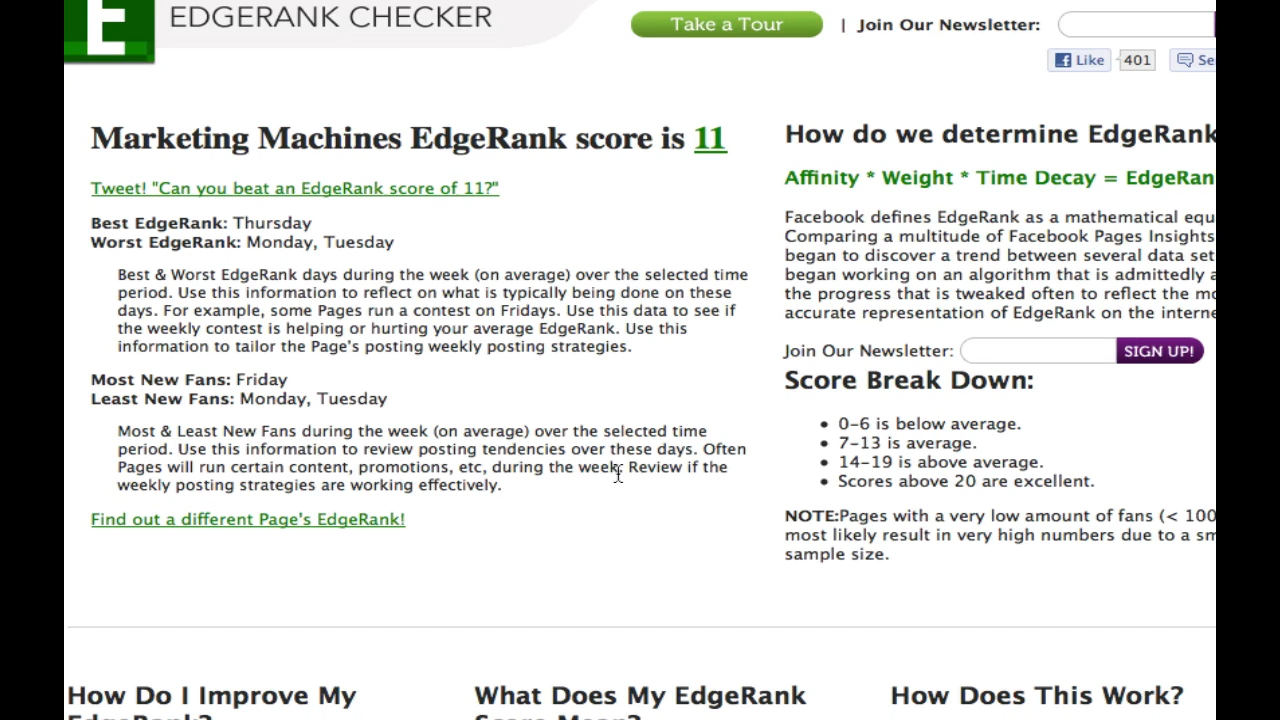 EDGERANK CHECKER
Take a Tour | Join Our Newsletter:
Like 401 Se
Marketing Machines EdgeRank score is 11
Tweet! "Can you beat an EdgeRank score of 11?"
Best EdgeRank: Thursday
Worst EdgeRank: Monday, Tuesday
Best & Worst EdgeRank days during the week (on average) over the selected time
period. Use this information to reflect on what is typically being done on these
days. For example, some Pages run a contest on Fridays. Use this data to see if
the weekly contest is helping or hurting your average EdgeRank. Use this
information to tailor the Page's posting weekly posting strategies.
Most New Fans: Friday
Least New Fans: Monday, Tuesday
Most & Least New Fans during the week (on average) over the selected time
period. Use this information to review posting tendencies over these days. Often
Pages will run certain content, promotions, etc, during the week. Review if the
weekly posting strategies are working effectively.
Find out a different Page's EdgeRank!
How do we determine EdgeRank
Affinity * Weight * Time Decay = EdgeRan
Facebook defines EdgeRank as a mathematical equ
Comparing a multitude of Facebook Pages Insights
began to discover a trend between several data set
began working on an algorithm that is admittedly a
the progress that is tweaked often to reflect the mo
accurate representation of EdgeRank on the interne
Join Our Newsletter: SIGN UP!
Score Break Down:
• 0-6 is below average.
• 7-13 is average.
• 14-19 is above average.
• Scores above 20 are excellent.
NOTE:Pages with a very low amount of fans (< 100
most likely result in very high numbers due to a sm
sample size.
How Do I Improve My
EdgeRank?
What Does My EdgeRank
Score Mean?
How Does This Work?